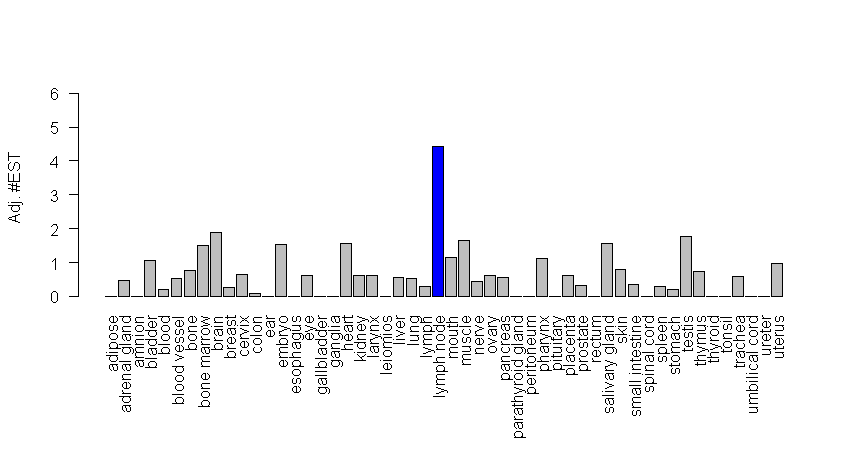 Adj. #EST
6
5
4
3
2
1
0
adipose
adrenal gland
amnion
bladder
blood
blood vessel
bone
bone marrow
brain
breast
cervix
colon
ear
embryo
esophagus
eye
gallbladder
ganglia
heart
kidney
larynx
leiomios
liver
lung
lymph
lymph node
mouth
muscle
nerve
ovary
pancreas
parathyroid gland
peritoneum
pharynx
pituitary
placenta
prostate
rectum
salivary gland
skin
small intestine
spinal cord
spleen
stomach
testis
thymus
thyroid
tonsil
trachea
umbilical cord
ureter
uterus